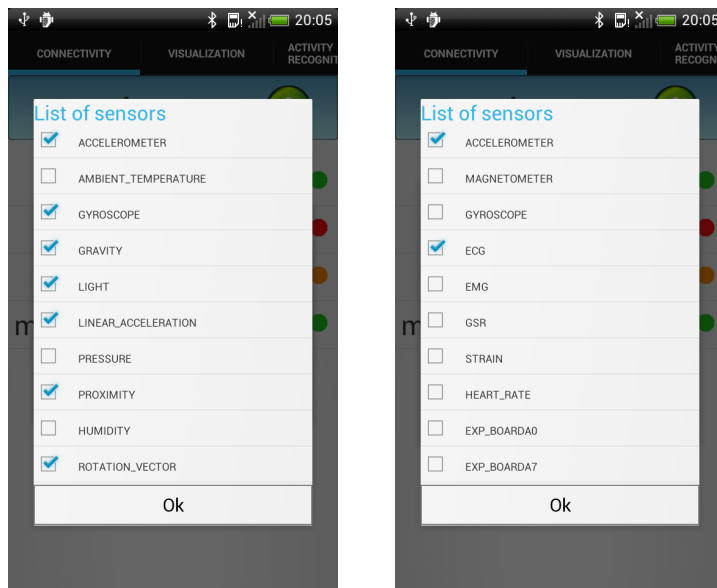 20:05
CONNECTIVITY VISUALIZATION ACTIVITY
RECOGNIT
List of sensors
ACCELEROMETER
AMBIENT_TEMPERATURE
GYROSCOPE
GRAVITY
LIGHT
LINEAR_ACCELERATION
PRESSURE
PROXIMITY
HUMIDITY
ROTATION_VECTOR
Ok
m
20:05
CONNECTIVITY VISUALIZATION ACTIVITY
RECOGN
List of sensors
ACCELEROMETER
MAGNETOMETER
GYROSCOPE
ECG
EMG
GSR
STRAIN
HEART_RATE
EXP_BOARDA0
EXP_BOARDA7
Ok
m